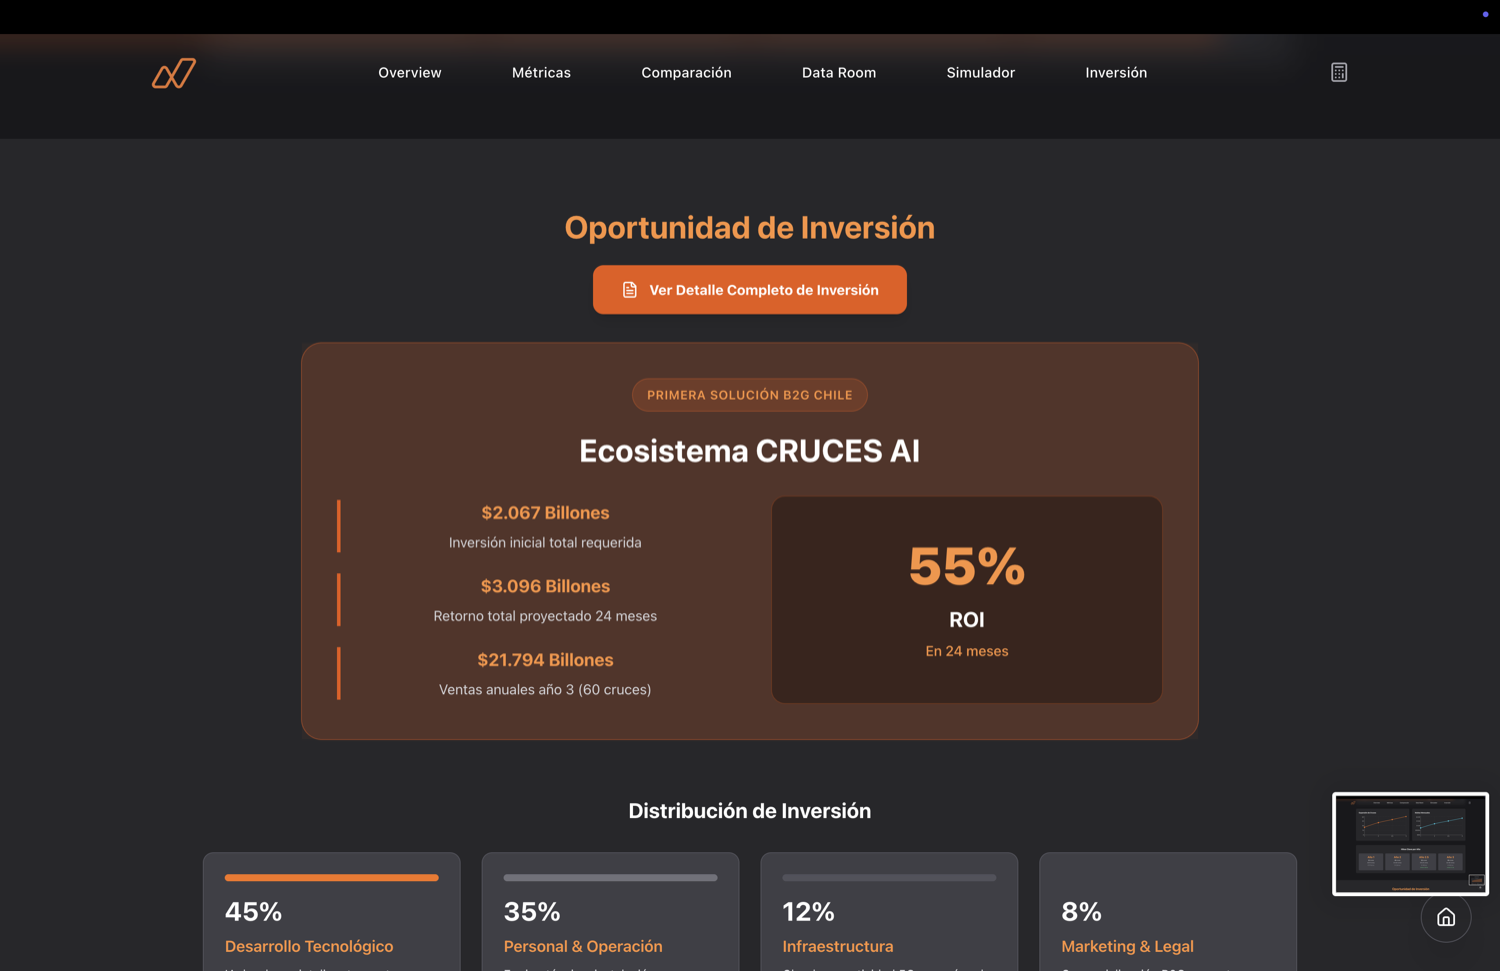 Overview
Métricas
Comparación
Data Room
Simulador
Inversión
Oportunidad de Inversión
Ver Detalle Completo de Inversión
PRIMERA SOLUCIÓN B2G CHILE
Ecosistema CRUCES AI
$2.067 Billones
Inversión inicial total requerida
$3.096 Billones
Retorno total proyectado 24 meses
$21.794 Billones
Ventas anuales año 3 (60 cruces)
55%
ROI
En 24 meses
Distribución de Inversión
45%
Desarrollo Tecnológico
35%
Personal & Operación
12%
Infraestructura
8%
Marketing & Legal